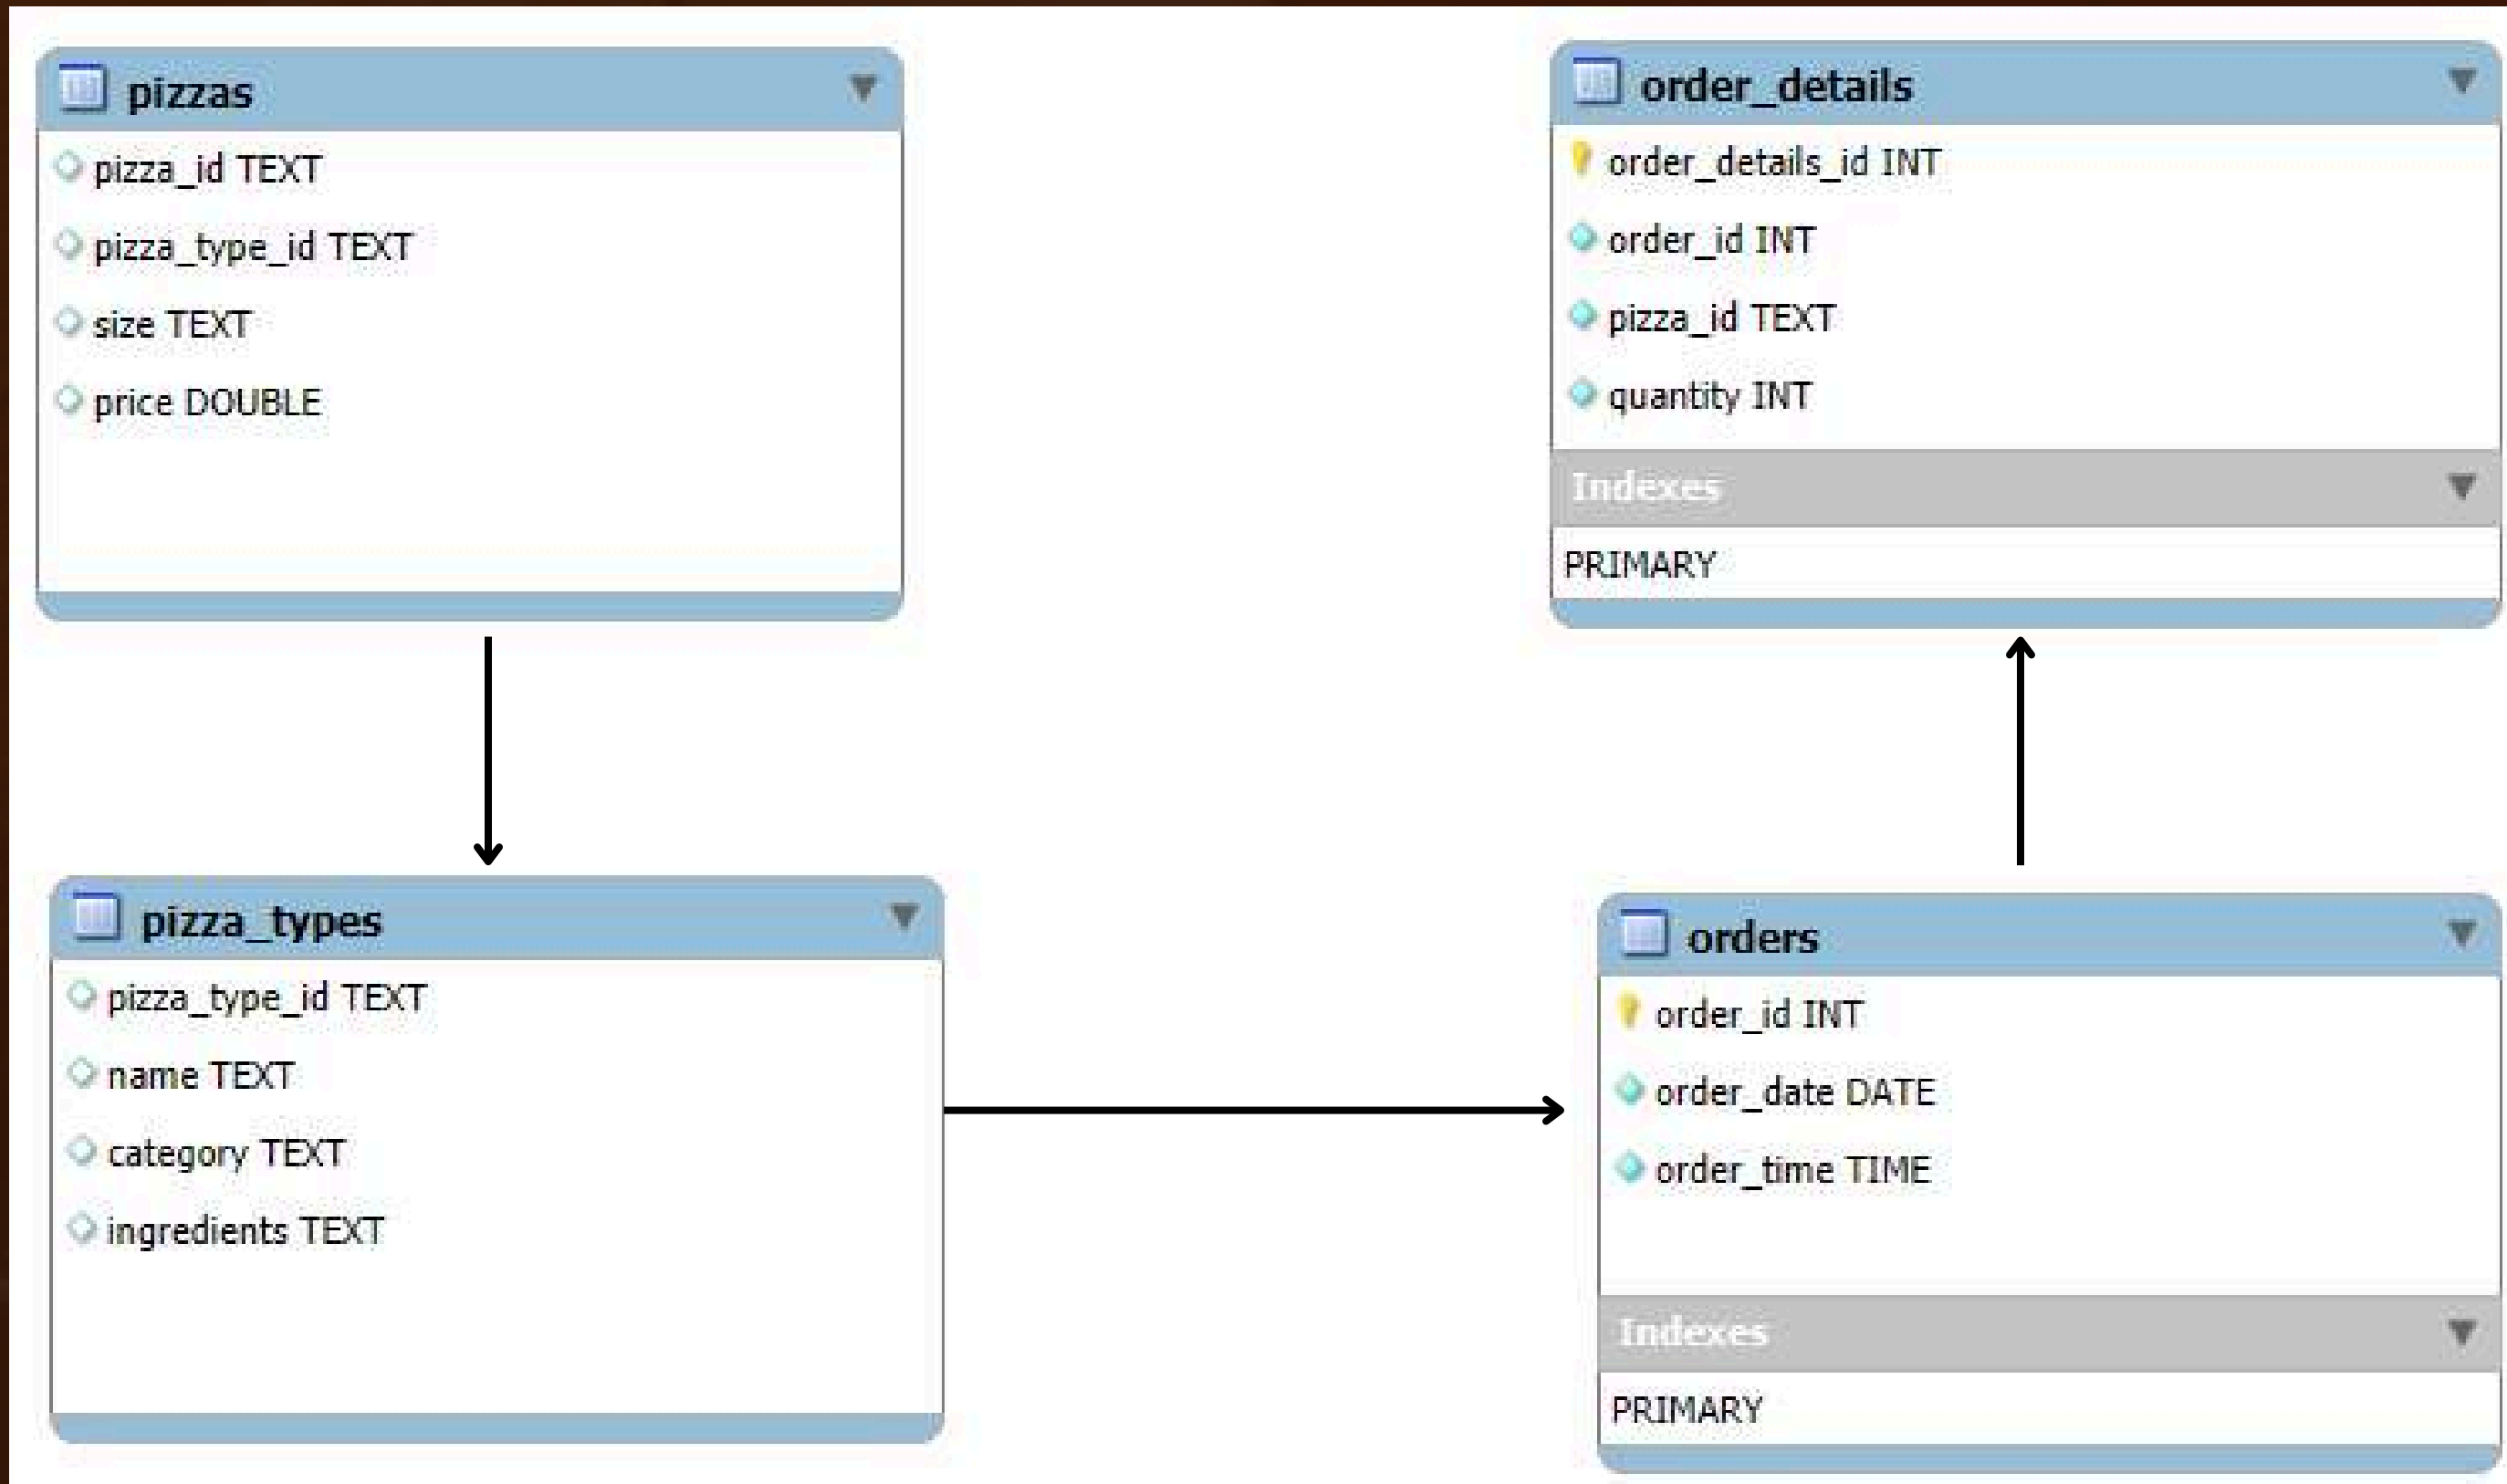 pizzas
pizza_id TEXT
pizza_type_id TEXT
size TEXT
price DOUBLE
order_details
order_details_id INT
order_id INT
pizza_id TEXT
quantity INT
Indexes
PRIMARY
pizza_types
pizza_type_id TEXT
name TEXT
category TEXT
ingredients TEXT
orders
order_id INT
order_date DATE
order_time TIME
Indexes
PRIMARY